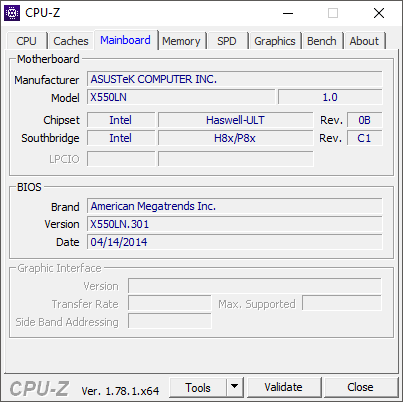 CPU-Z
CPU Caches Mainboard Memory SPD Graphics Bench About
Motherboard
Manufacturer ASUSTeK COMPUTER INC.
Model X550LN 1.0
Chipset Intel Haswell-ULT Rev. 0B
Southbridge Intel H8x/P8x Rev. C1
LPCIO
BIOS
Brand American Megatrends Inc.
Version X550LN.301
Date 04/14/2014
Graphic Interface
Version
Transfer Rate Max. Supported
Side Band Addressing
CPU-Z Ver. 1.78.1.x64 Tools Validate Close